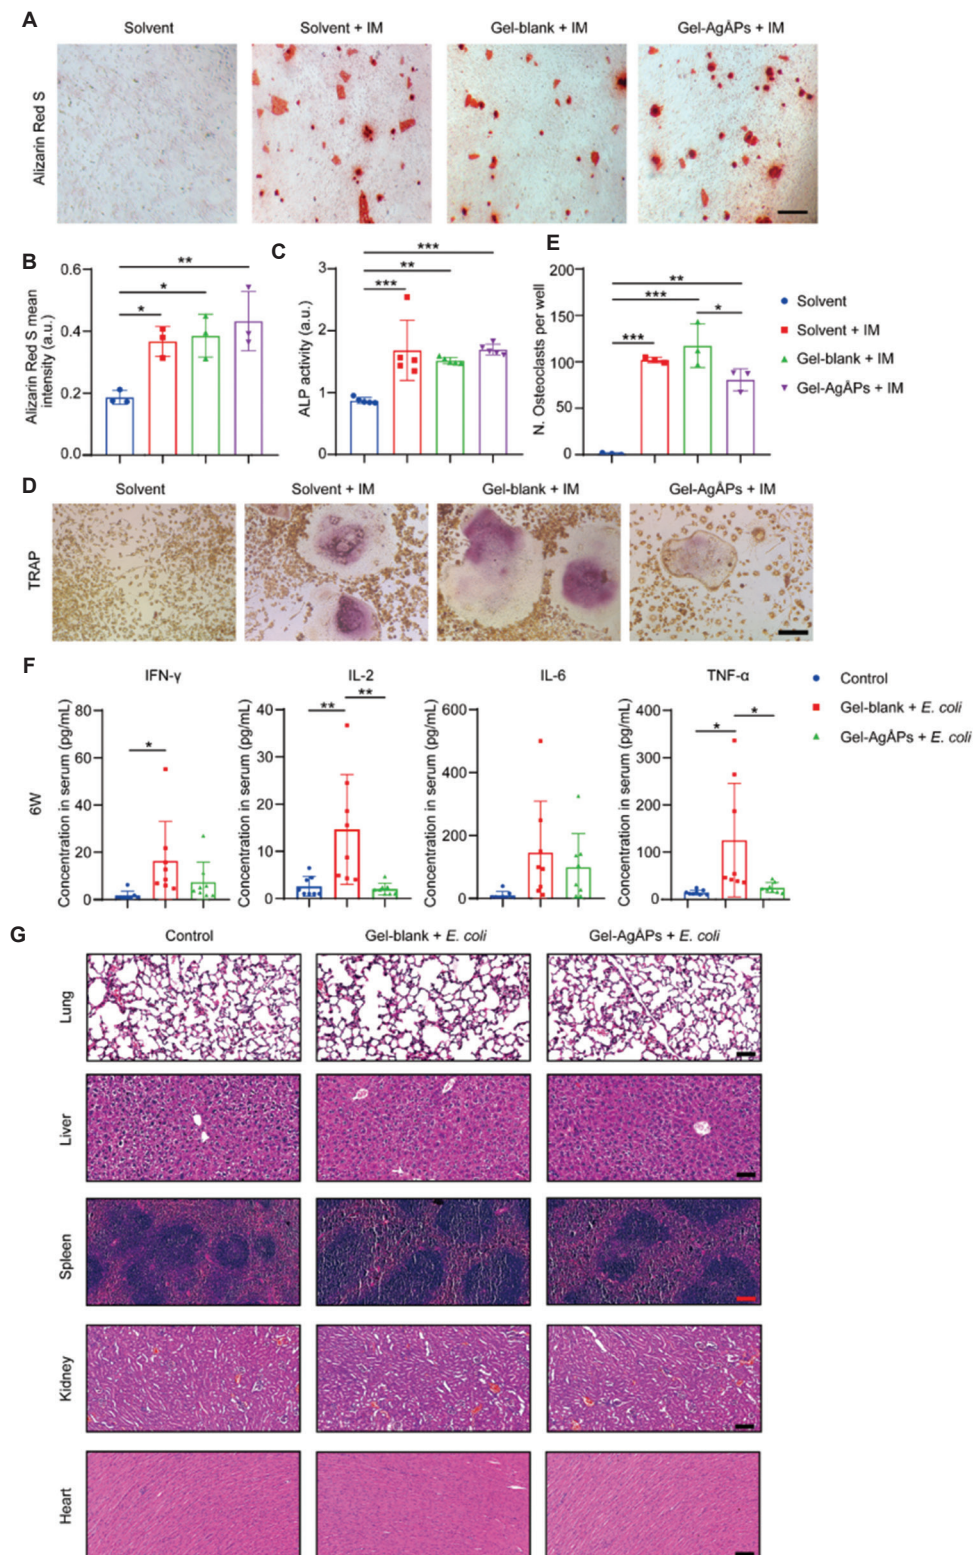 A
Solvent
Solvent + IM
Gel-blank + IM
Gel-AgÅPs + IM
Alizarin Red S
B
Alizarin Red S mean
intensity (a.u.)
0.6
0.4
0.2
0.0
*
*
**
C
ALP activity (a.u.)
3
2
1
0
***
**
***
E
N. Osteoclasts per well
200
150
100
50
0
**
***
*
***
Solvent
Solvent + IM
Gel-blank + IM
Gel-AgÅPs + IM
D
Solvent
Solvent + IM
Gel-blank + IM
Gel-AgÅPs + IM
TRAP
F
6W
IFN-γ
Concentration in serum (pg/mL)
80
60
40
20
0
*
IL-2
Concentration in serum (pg/mL)
40
30
20
10
0
**
**
IL-6
Concentration in serum (pg/mL)
600
400
200
0
TNF-α
Concentration in serum (pg/mL)
400
300
200
100
0
*
*
Control
Gel-blank + E. coli
Gel-AgÅPs + E. coli
G
Control
Gel-blank + E. coli
Gel-AgÅPs + E. coli
Lung
Liver
Spleen
Kidney
Heart